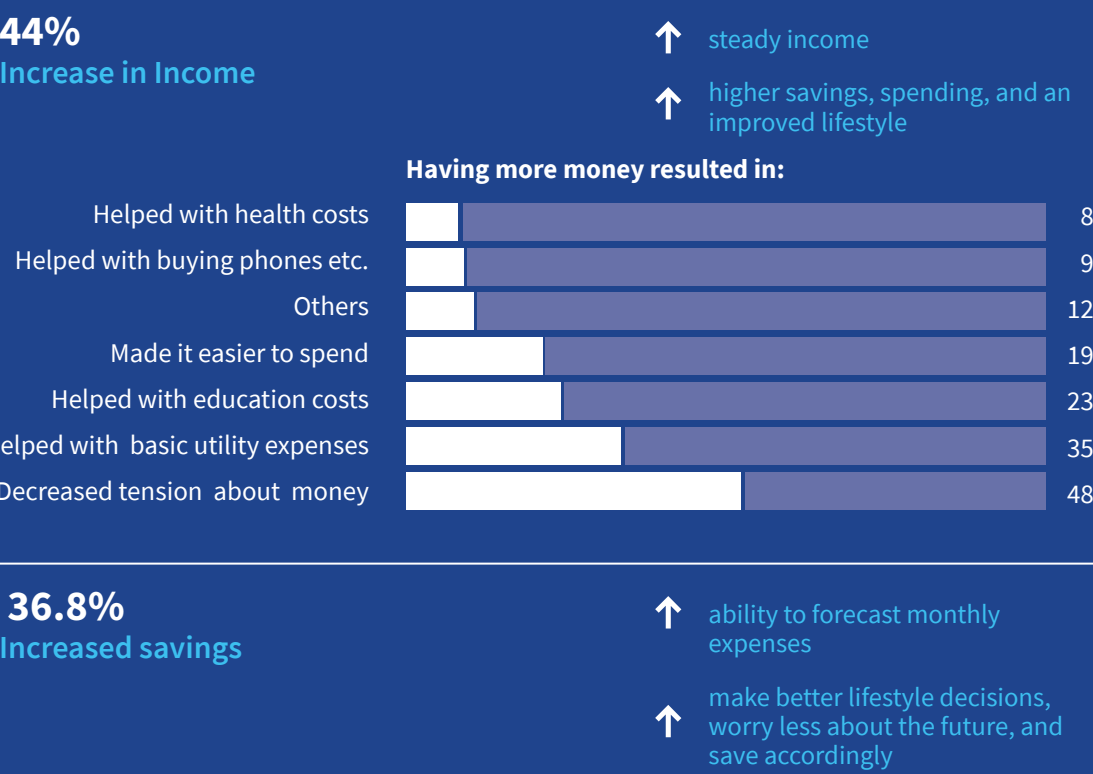 44%
Increase in Income
steady income
higher savings, spending, and an
improved lifestyle
Having more money resulted in:
Helped with health costs 8
Helped with buying phones etc. 9
Others 12
Made it easier to spend 19
Helped with education costs 23
elped with basic utility expenses 35
Decreased tension about money 48
36.8%
Increased savings
ability to forecast monthly
expenses
make better lifestyle decisions,
worry less about the future, and
save accordingly